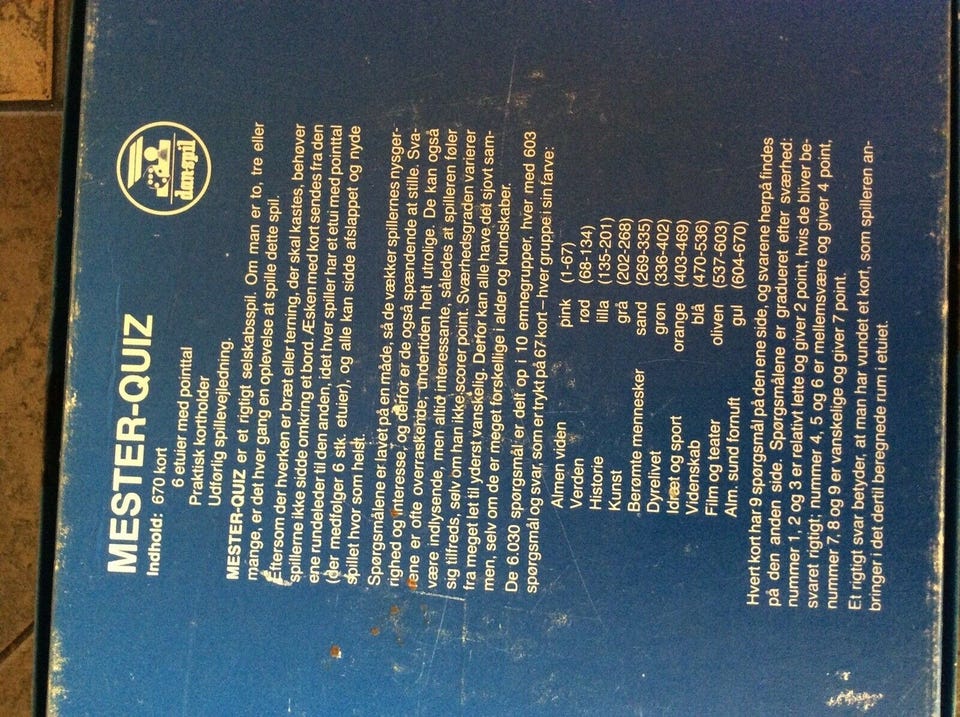 dan-spil
MESTER-QUIZ
Indhold: 670 kort
6 etuier med pointtal
Praktisk kortholder
Udførlig spillevejledning.
MESTER-QUIZ er et rigtigt selskabsspil. Om man er to, tre eller
mange, er det hver gang en oplevelse at spille dette spil.
Eftersom der hverken er bræt eller terning, der skal kastes, behøver
spillerne ikke sidde omkring et bord. Æsken med kort sendes fra den
ene rundeleder til den anden, idet hver spiller har et etui med pointtal
(der medfølger 6 stk. etuier), og alle kan sidde afslappet og nyde
spillet hvor som helst.
Spørgsmålene er lavet på en måde, så de vækker spillernes nysger-
righed og interesse, og derfor er de også spændende at stille. Sva-
rene er ofte overraskende, undertiden helt utrolige. De kan også
være indlysende, men altid interessante, således at spilleren føler
sig tilfreds, selv om han ikke scorer point. Sværhedsgraden varierer
fra meget let til yderst vanskelig. Derfor kan alle have det sjovt sam-
men, selv om de er meget forskellige i alder og kundskaber.
De 6.030 spørgsmål er delt op i 10 emnegrupper, hver med 603
spørgsmål og svar, som er trykt på 67 kort – hver gruppe i sin farve:
Almen viden pink (1-67)
Verden rød (68-134)
Historie lilla (135-201)
Kunst grå (202-268)
Berømte mennesker sand (269-335)
Dyrelivet grøn (336-402)
Idræt og sport orange (403-469)
Videnskab blå (470-536)
Film og teater oliven (537-603)
Alm. sund fornuft gul (604-670)
Hvert kort har 9 spørgsmål på den ene side, og svarene herpå findes
på den anden side. Spørgsmålene er gradueret efter sværhed:
nummer 1, 2 og 3 er relativt lette og giver 2 point, hvis de bliver be-
svaret rigtigt; nummer 4, 5 og 6 er mellemsvære og giver 4 point,
nummer 7, 8 og 9 er vanskelige og giver 7 point.
Et rigtigt svar betyder, at man har vundet et kort, som spilleren an-
bringer i det dertil beregnede rum i etuiet.